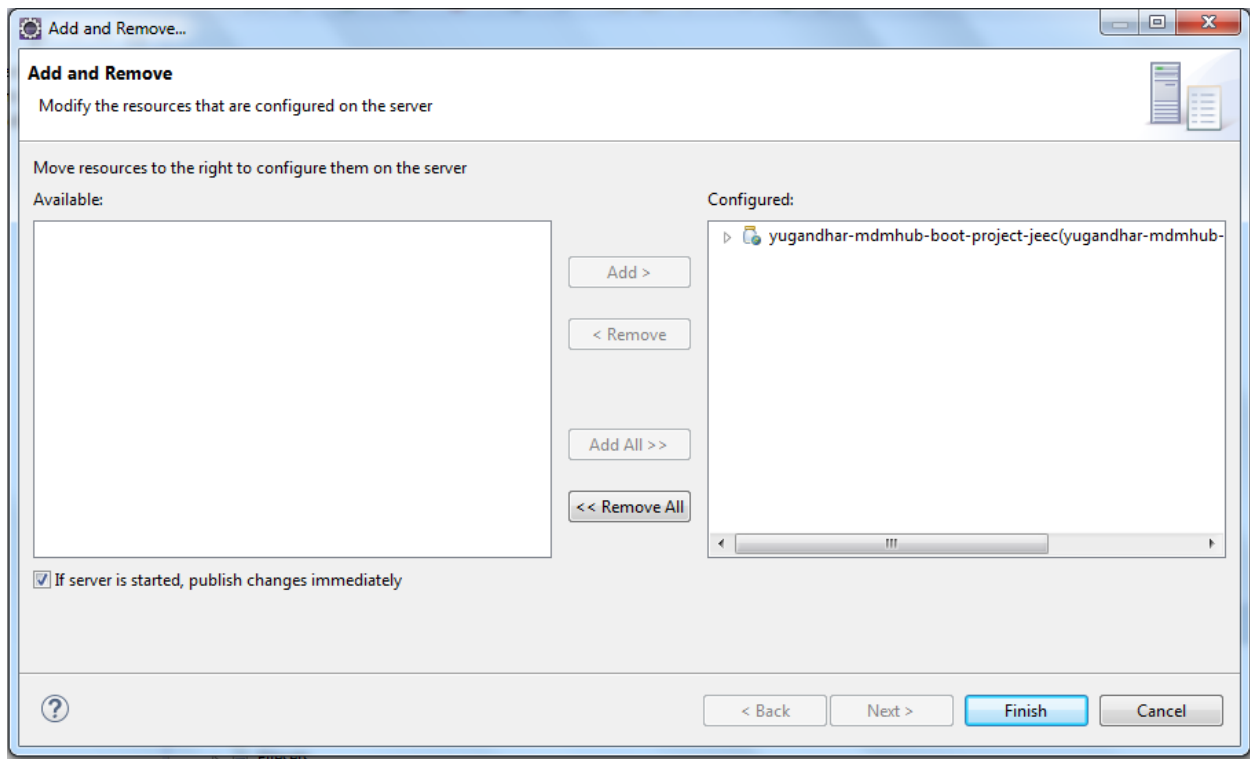 Add and Remove...
Add and Remove
Modify the resources that are configured on the server
Move resources to the right to configure them on the server
Available:
Configured:
yugandhar-mdmhub-boot-project-jeec(yugandhar-mdmhub-
Add >
< Remove
Add All >>
<< Remove All
If server is started, publish changes immediately
< Back
Next >
Finish
Cancel